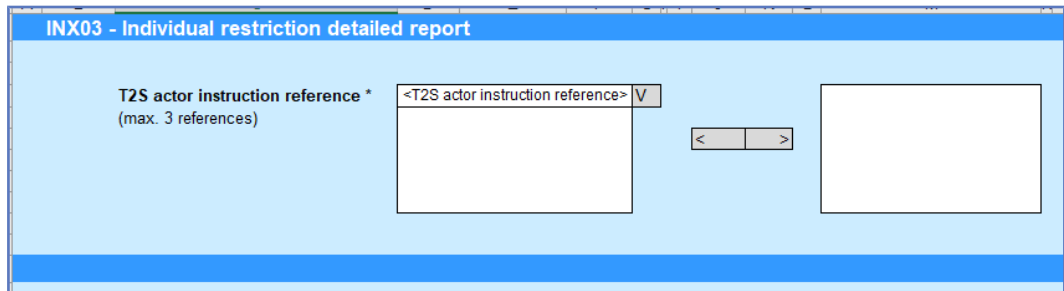 INX03 - Individual restriction detailed report
T2S actor instruction reference *
<T2S actor instruction reference> V
(max. 3 references)
< >